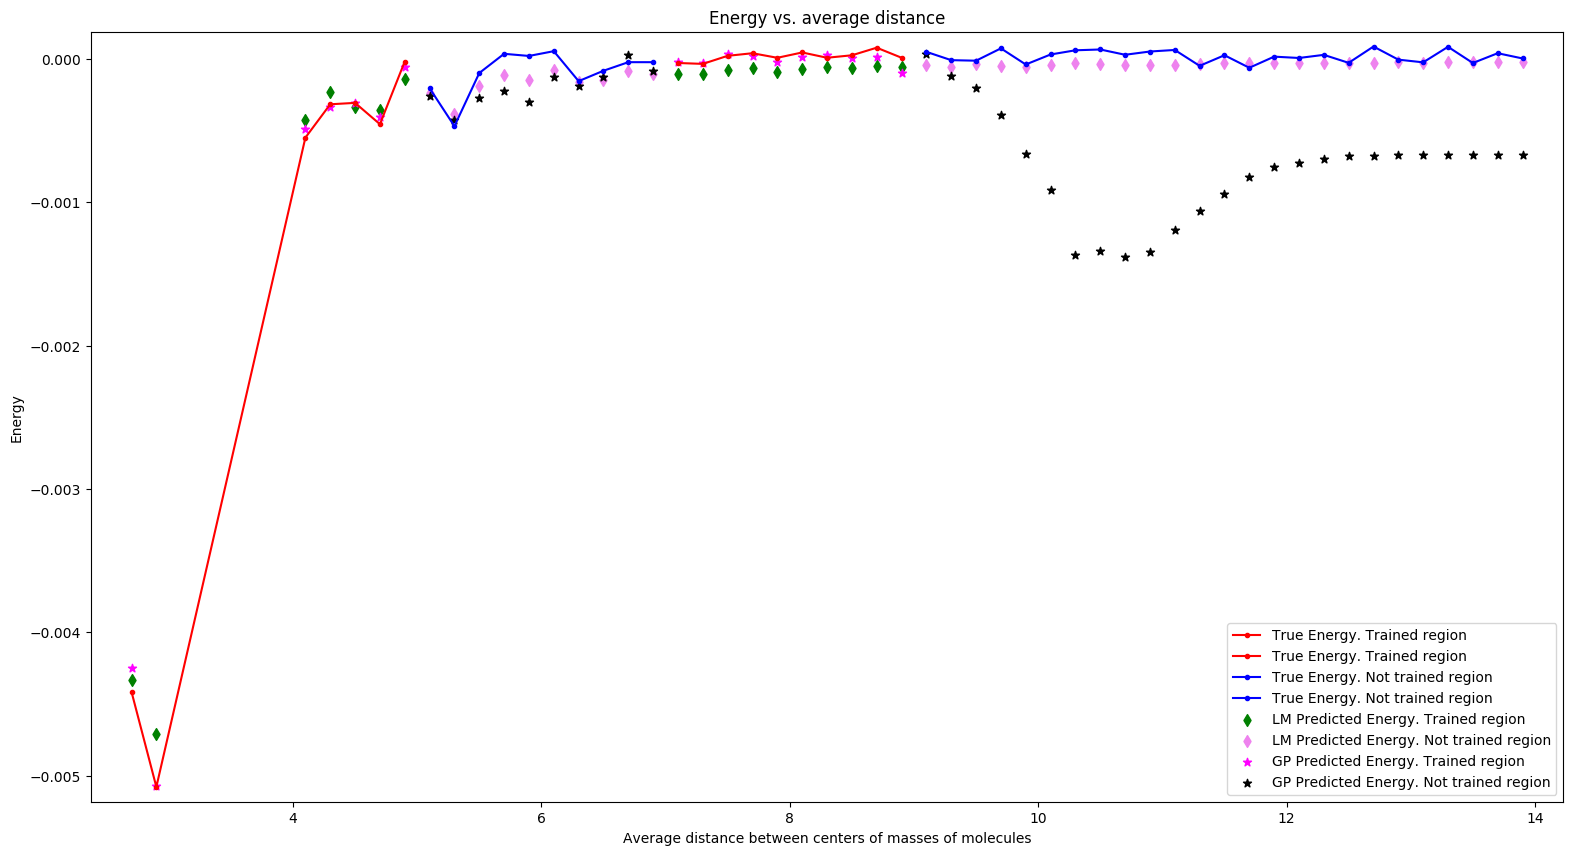 Energy vs. average distance
Energy
0.000
−0.001
−0.002
−0.003
−0.004
−0.005
4
6
8
10
12
14
Average distance between centers of masses of molecules
True Energy. Trained region
True Energy. Trained region
True Energy. Not trained region
True Energy. Not trained region
LM Predicted Energy. Trained region
LM Predicted Energy. Not trained region
GP Predicted Energy. Trained region
GP Predicted Energy. Not trained region